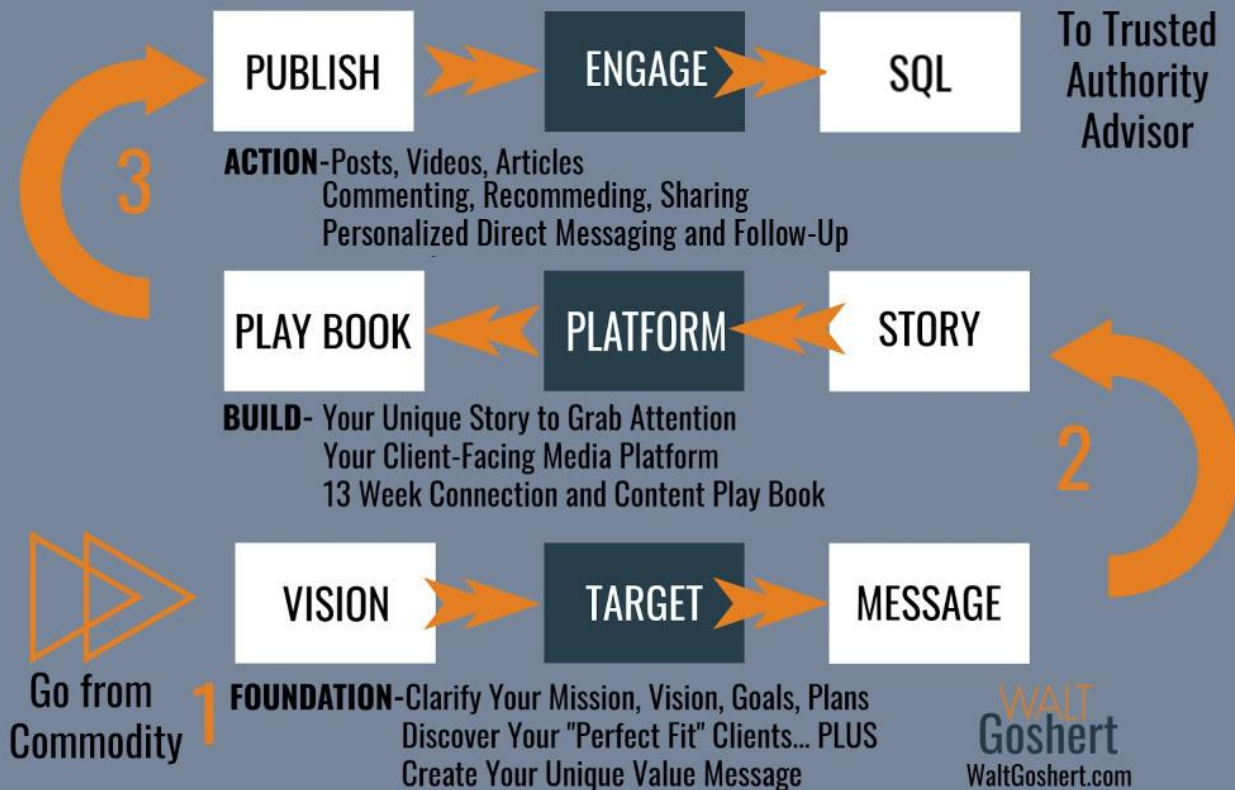 PUBLISH
ENGAGE
SQL
To Trusted
Authority
Advisor
3
ACTION-Posts, Videos, Articles
Commenting, Recommeding, Sharing
Personalized Direct Messaging and Follow-Up
PLAY BOOK
PLATFORM
STORY
BUILD- Your Unique Story to Grab Attention
Your Client-Facing Media Platform
13 Week Connection and Content Play Book
2
VISION
TARGET
MESSAGE
Go from
Commodity
1
FOUNDATION-Clarify Your Mission, Vision, Goals, Plans
Discover Your "Perfect Fit" Clients... PLUS
Create Your Unique Value Message
WALT
Goshert
WaltGoshert.com